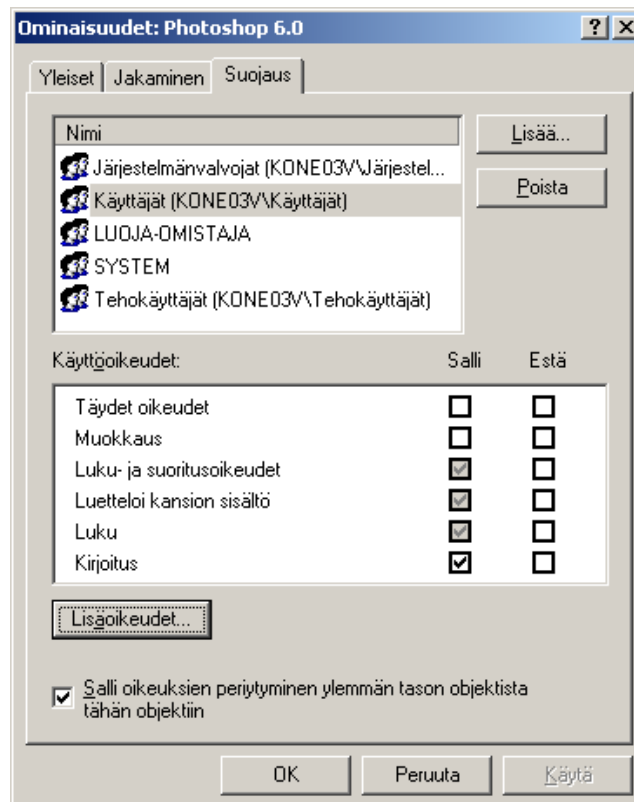 Ominaisuudet: Photoshop 6.0
Yleiset Jakaminen Suojaus
Nimi
Lisää...
Järjestelmänvalvojat (KONE03V\Järjestel...
Poista
Käyttäjät (KONE03V\Käyttäjät)
LUOJA-OMISTAJA
SYSTEM
Tehokäyttäjät (KONE03V\Tehokäyttäjät)
Käyttöoikeudet: Salli Estä
Täydet oikeudet
Muokkaus
Luku- ja suoritusoikeudet
Luetteloi kansion sisältö
Luku
Kirjoitus
Lisäoikeudet...
Salli oikeuksien periytyminen ylemmän tason objektista
tähän objektiin
OK Peruuta Käytä